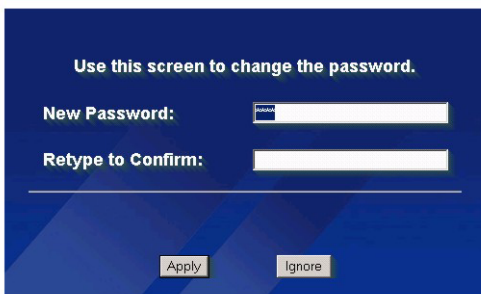 Use this screen to change the password.
New Password: ****
Retype to Confirm:
Apply Ignore